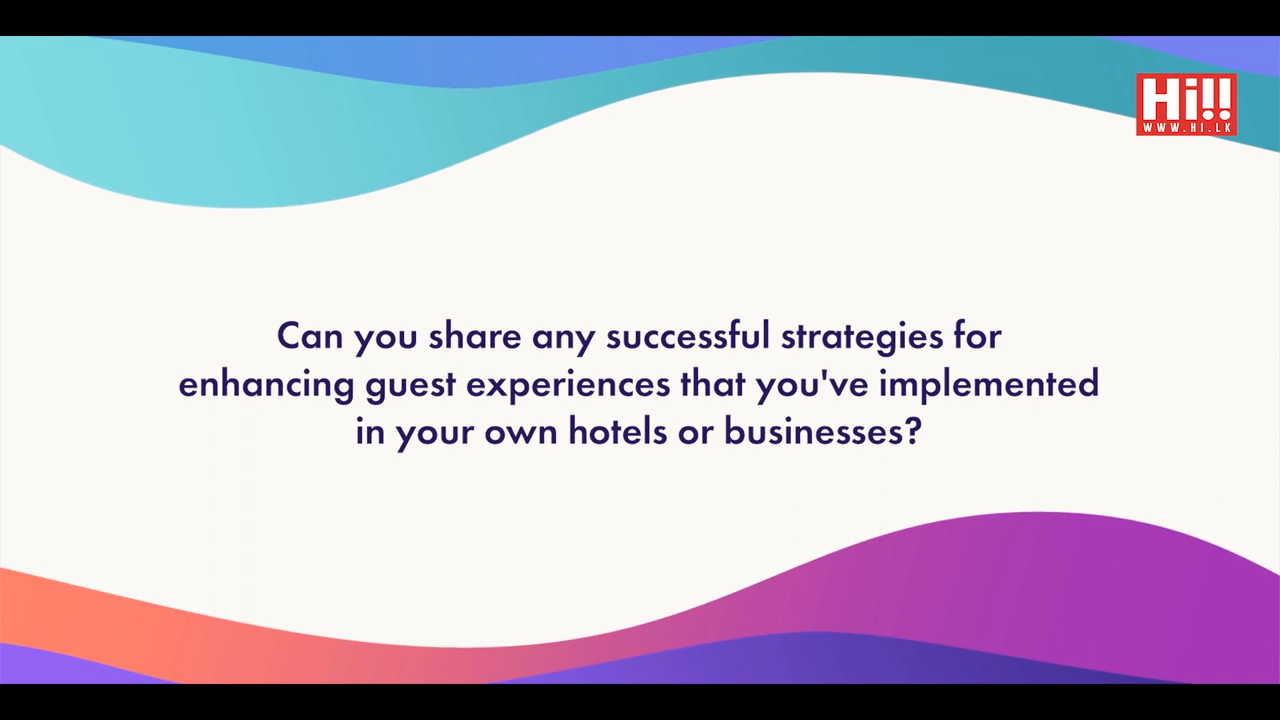 Hi!!
WWW.HI.LK
Can you share any successful strategies for
enhancing guest experiences that you've implemented
in your own hotels or businesses?